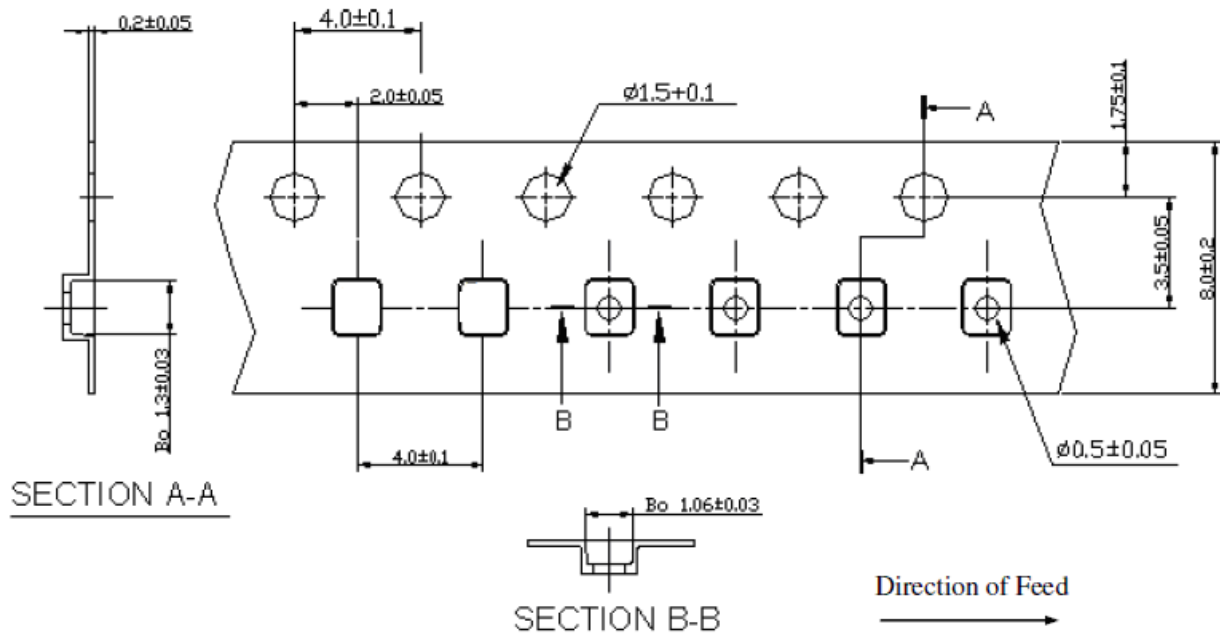 0.2±0.05
4.0±0.1
2.0±0.05
ϕ1.5+0.1
A
1.75±0.1
3.5±0.05
8.0±0.2
Bo 1.3±0.03
B
B
4.0±0.1
A
ϕ0.5±0.05
SECTION A-A
Bo 1.06±0.03
SECTION B-B
Direction of Feed